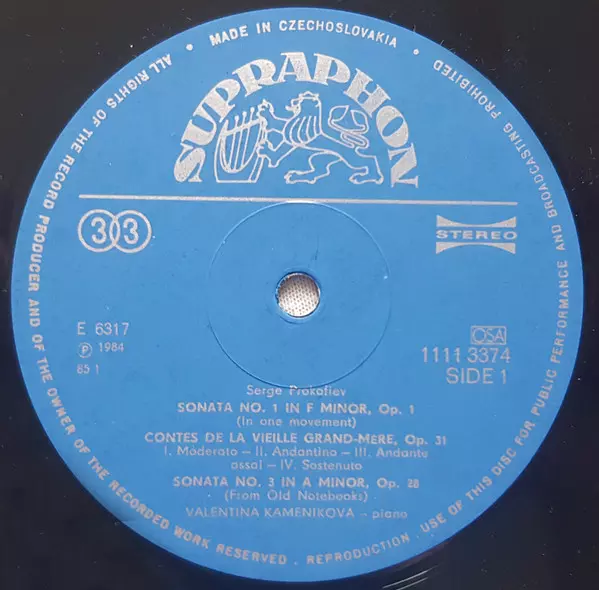 ALL RIGHTS OF THE RECORD PRODUCER AND OF THE OWNER OF THE RECORDED WORK RESERVED · REPRODUCTION, USE OF THIS DISC FOR PUBLIC PERFORMANCE AND BROADCASTING PROHIBITED
• MADE IN CZECHOSLOVAKIA •
SUPRAPHON
33
STEREO
E 6317
℗ 1984
85 1
OSA
1111 3374
SIDE 1
Serge Prokofiev
SONATA NO. 1 IN F MINOR, Op. 1
(In one movement)
CONTES DE LA VIEILLE GRAND-MÈRE, Op. 31
I. Moderato – II. Andantino – III. Andante
assai – IV. Sostenuto
SONATA NO. 3 IN A MINOR, Op. 28
(From Old Notebooks)
VALENTINA KAMENIKOVA – piano